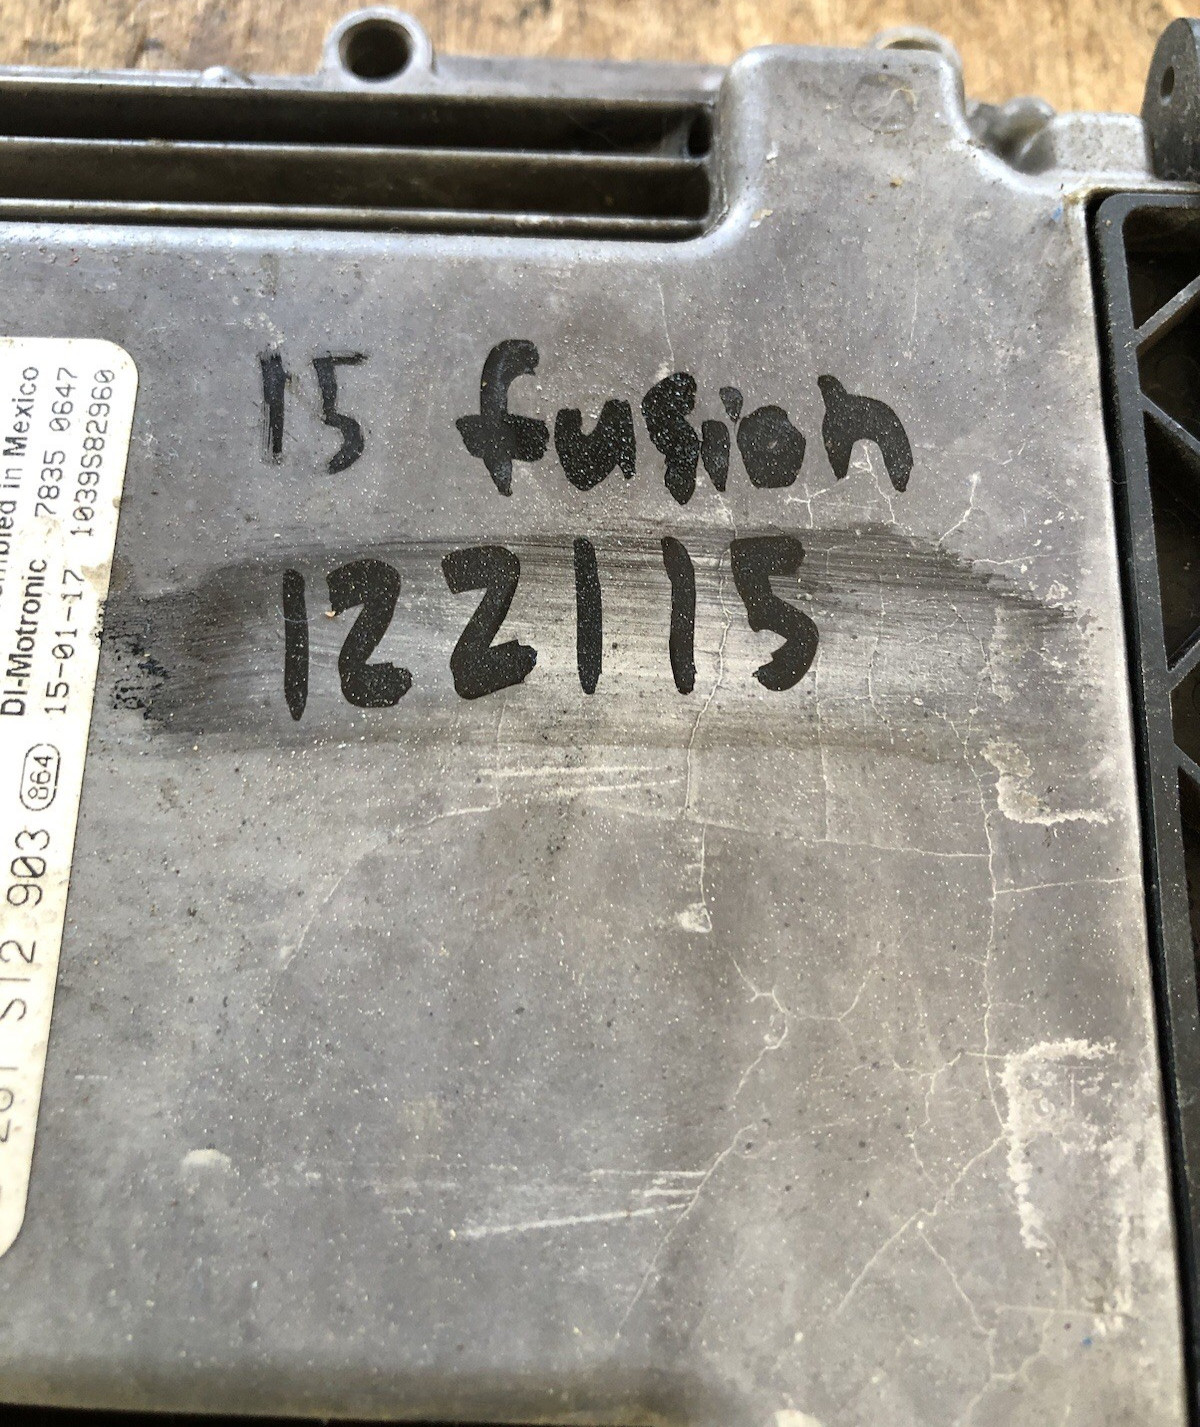 15 fusion
122115
in Mexico
DI-Motronic 7835 0647
15-01-17 1039S82960
S12 903 864